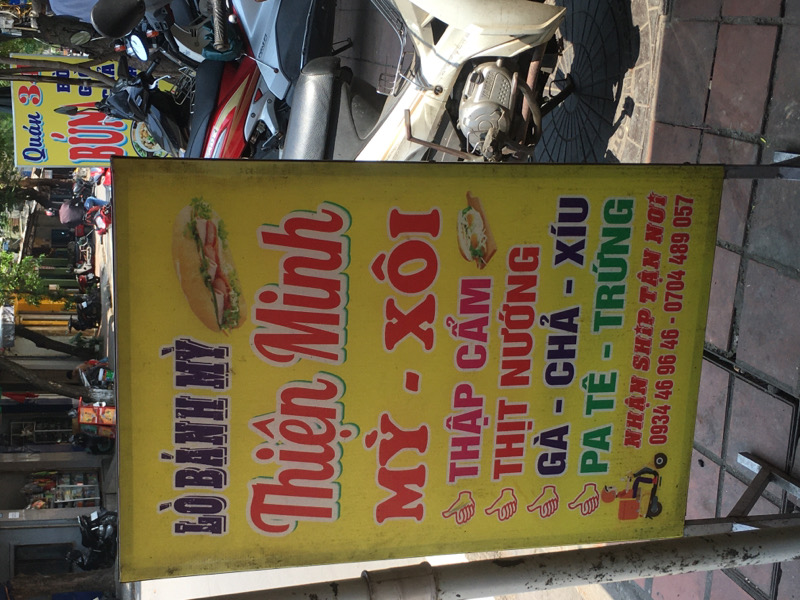 LÒ BÁNH MỲ
Thiện Minh
MỲ - XÔI
THẬP CẨM
THỊT NƯỚNG
GÀ - CHẢ - XÍU
PA TÊ - TRỨNG
NHẬN SHIP TẬN NƠI
0934 46 96 46 - 0704 489 057
Quán 3
BÚN